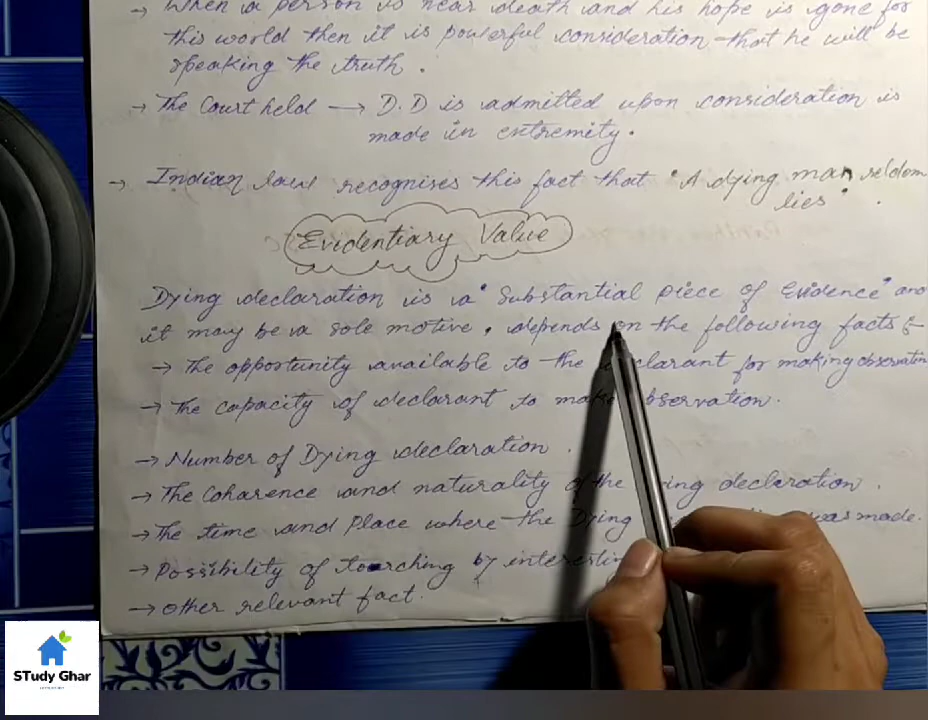 → When a person is near death and his hope is gone for
this world then it is powerful consideration that he will be
speaking the truth.
→ The Court held → D.D is admitted upon consideration is
made in extremity.
→ Indian law recognises this fact that "A dying man seldom
lies".
Evidentiary Value
Dying declaration is a "Substantial piece of Evidence" and
it may be a sole motive. depends on the following facts :-
→ The opportunity available to the declarant for making observation
→ The capacity of declarant to make observation.
→ Number of Dying declaration.
→ The Coharence and naturality of the ing declaration.
→ The time and Place where the Dying was made.
→ Possibility of by
→ other relevant fact.
STudy Ghar